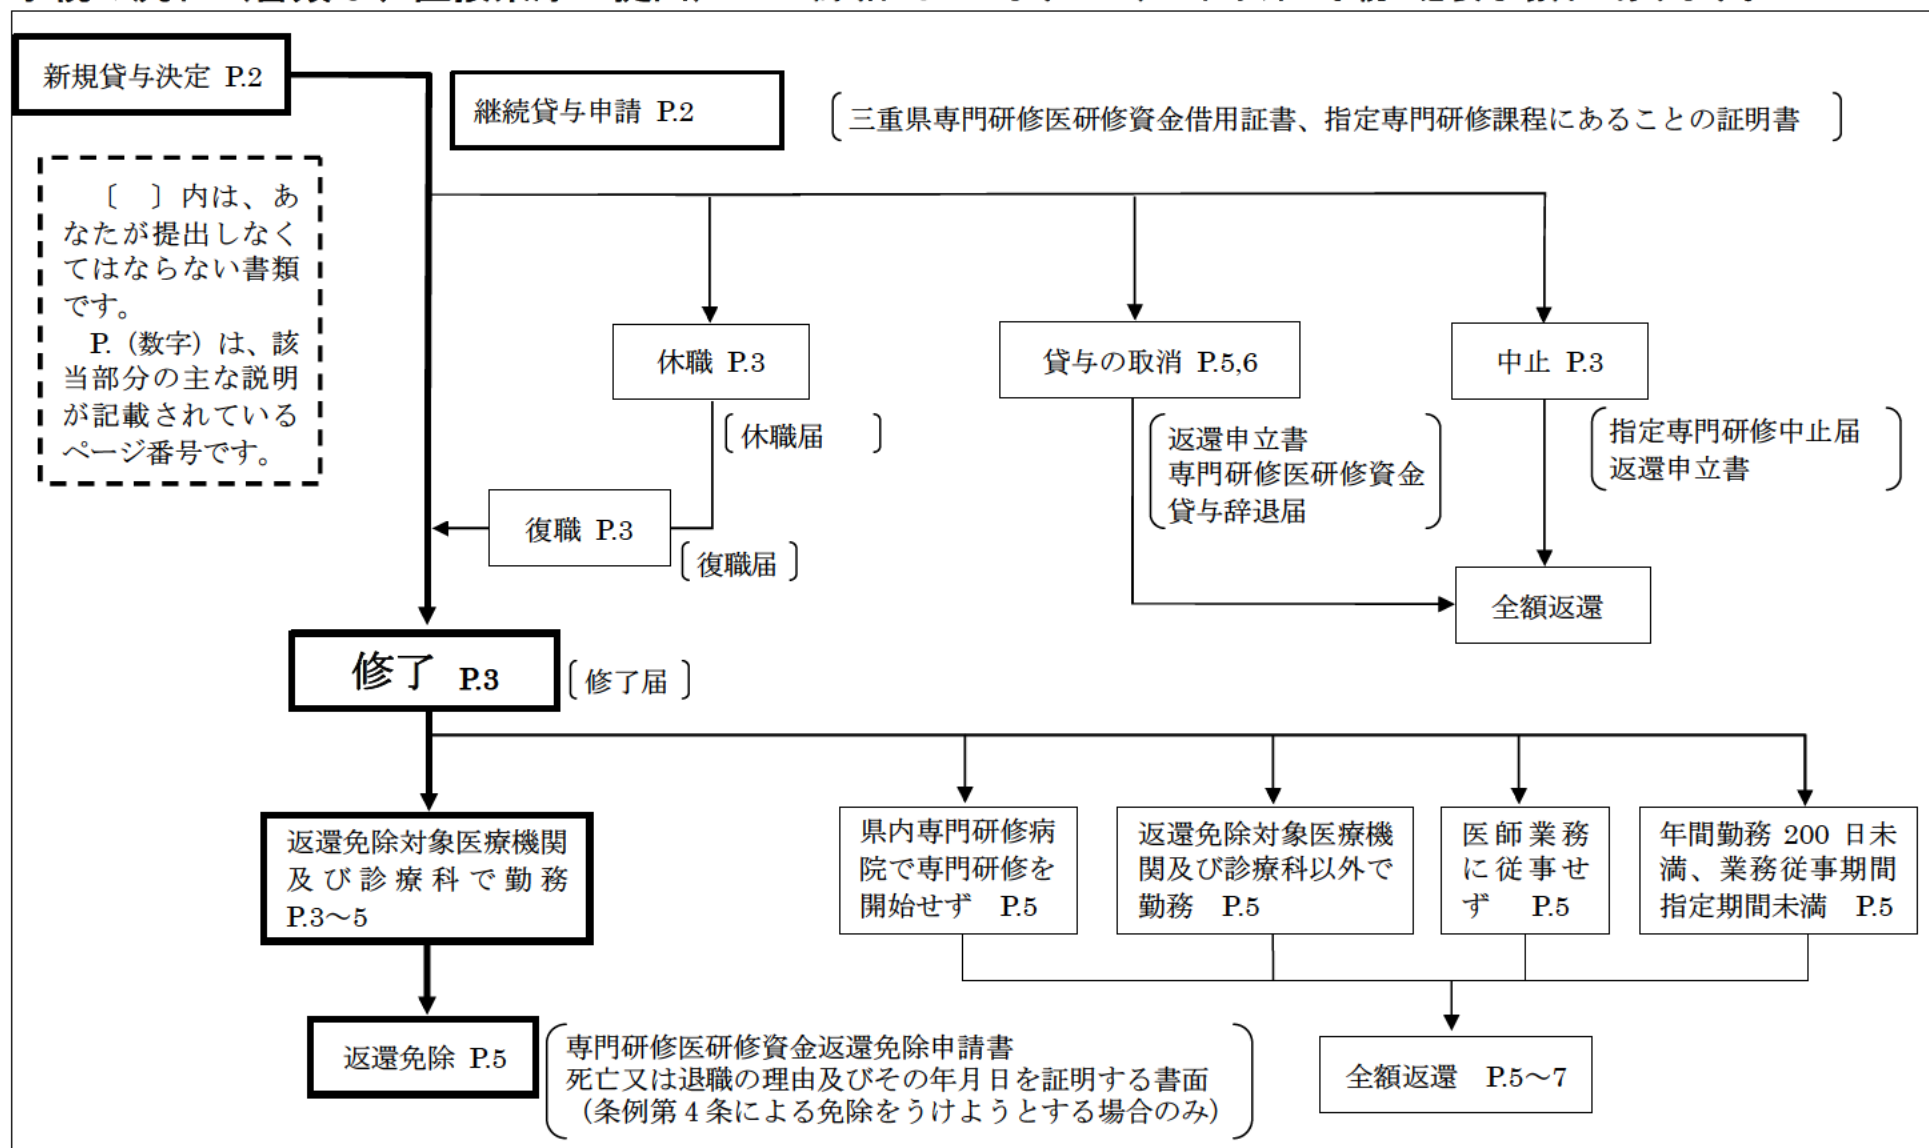 新規貸与決定 P.2
継続貸与申請 P.2
〔三重県専門研修医研修資金借用証書、指定専門研修課程にあることの証明書 〕
〔 〕内は、あ
なたが提出しなく
てはならない書類
です。
P.（数字）は、該
当部分の主な説明
が記載されている
ページ番号です。
休職 P.3
〔休職届 〕
復職 P.3
〔復職届 〕
貸与の取消 P.5,6
返還申立書
専門研修医研修資金
貸与辞退届
中止 P.3
指定専門研修中止届
返還申立書
全額返還
修了 P.3
〔修了届 〕
返還免除対象医療機関
及び診療科で勤務
P.3～5
県内専門研修病
院で専門研修を
開始せず P.5
返還免除対象医療機
関及び診療科以外で
勤務 P.5
医師業務
に従事せ
ず P.5
年間勤務 200 日未
満、業務従事期間
指定期間未満 P.5
返還免除 P.5
専門研修医研修資金返還免除申請書
死亡又は退職の理由及びその年月日を証明する書面
（条例第４条による免除をうけようとする場合のみ）
全額返還 P.5～7